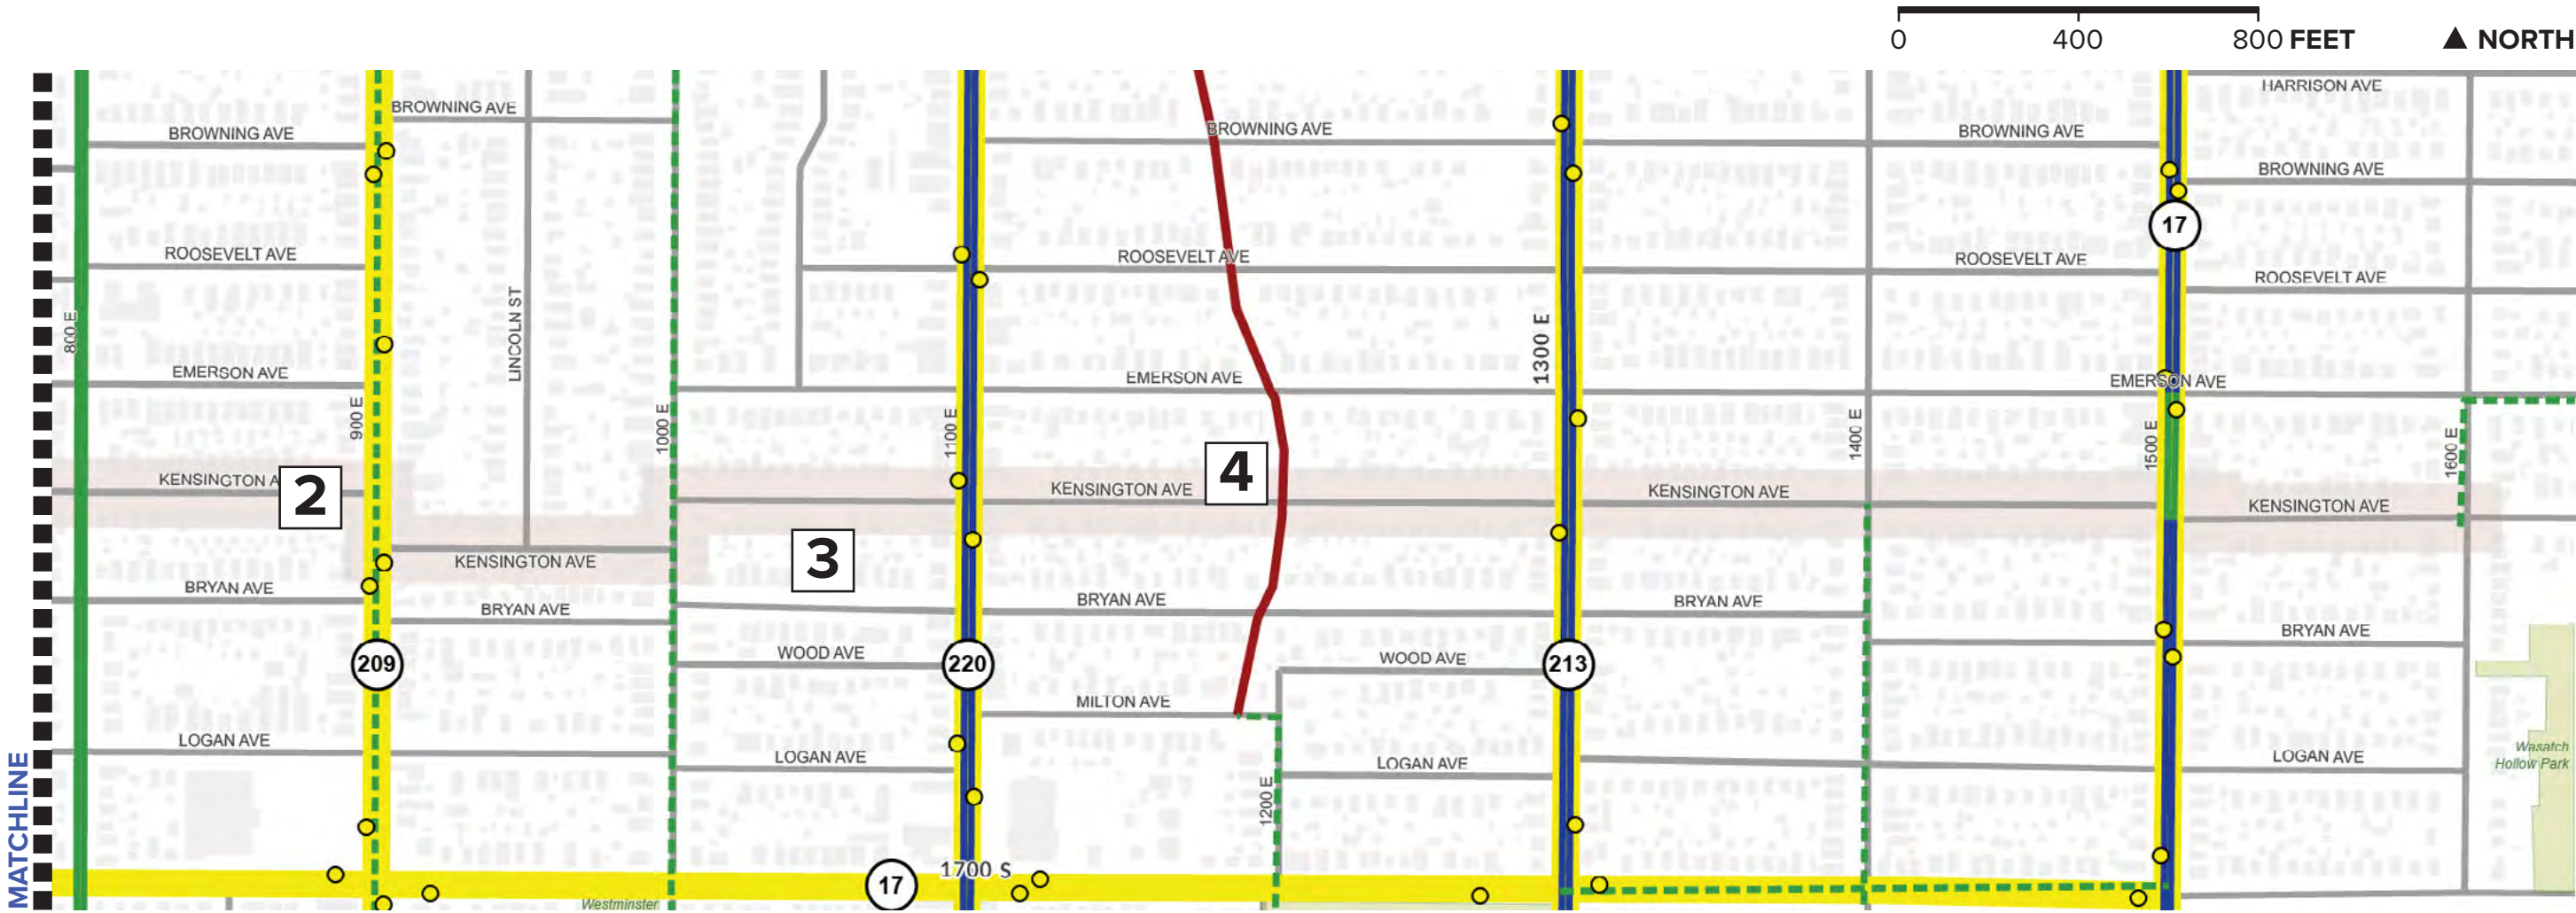 0 400 800 FEET ▲ NORTH
HARRISON AVE
BROWNING AVE
BROWNING AVE
BROWNING AVE
BROWNING AVE
BROWNING AVE
17
ROOSEVELT AVE
ROOSEVELT AVE
ROOSEVELT AVE
ROOSEVELT AVE
800 E
LINCOLN ST
1300 E
EMERSON AVE
EMERSON AVE
EMERSON AVE
900 E
1000 E
1100 E
1400 E
1500 E
1600 E
KENSINGTON A
2
KENSINGTON AVE
4
KENSINGTON AVE
KENSINGTON AVE
KENSINGTON AVE
3
BRYAN AVE
BRYAN AVE
BRYAN AVE
BRYAN AVE
BRYAN AVE
209
WOOD AVE
220
WOOD AVE
213
MILTON AVE
LOGAN AVE
LOGAN AVE
LOGAN AVE
LOGAN AVE
Wasatch
Hollow Park
1200 E
MATCHLINE
1700 S
17
Westminster